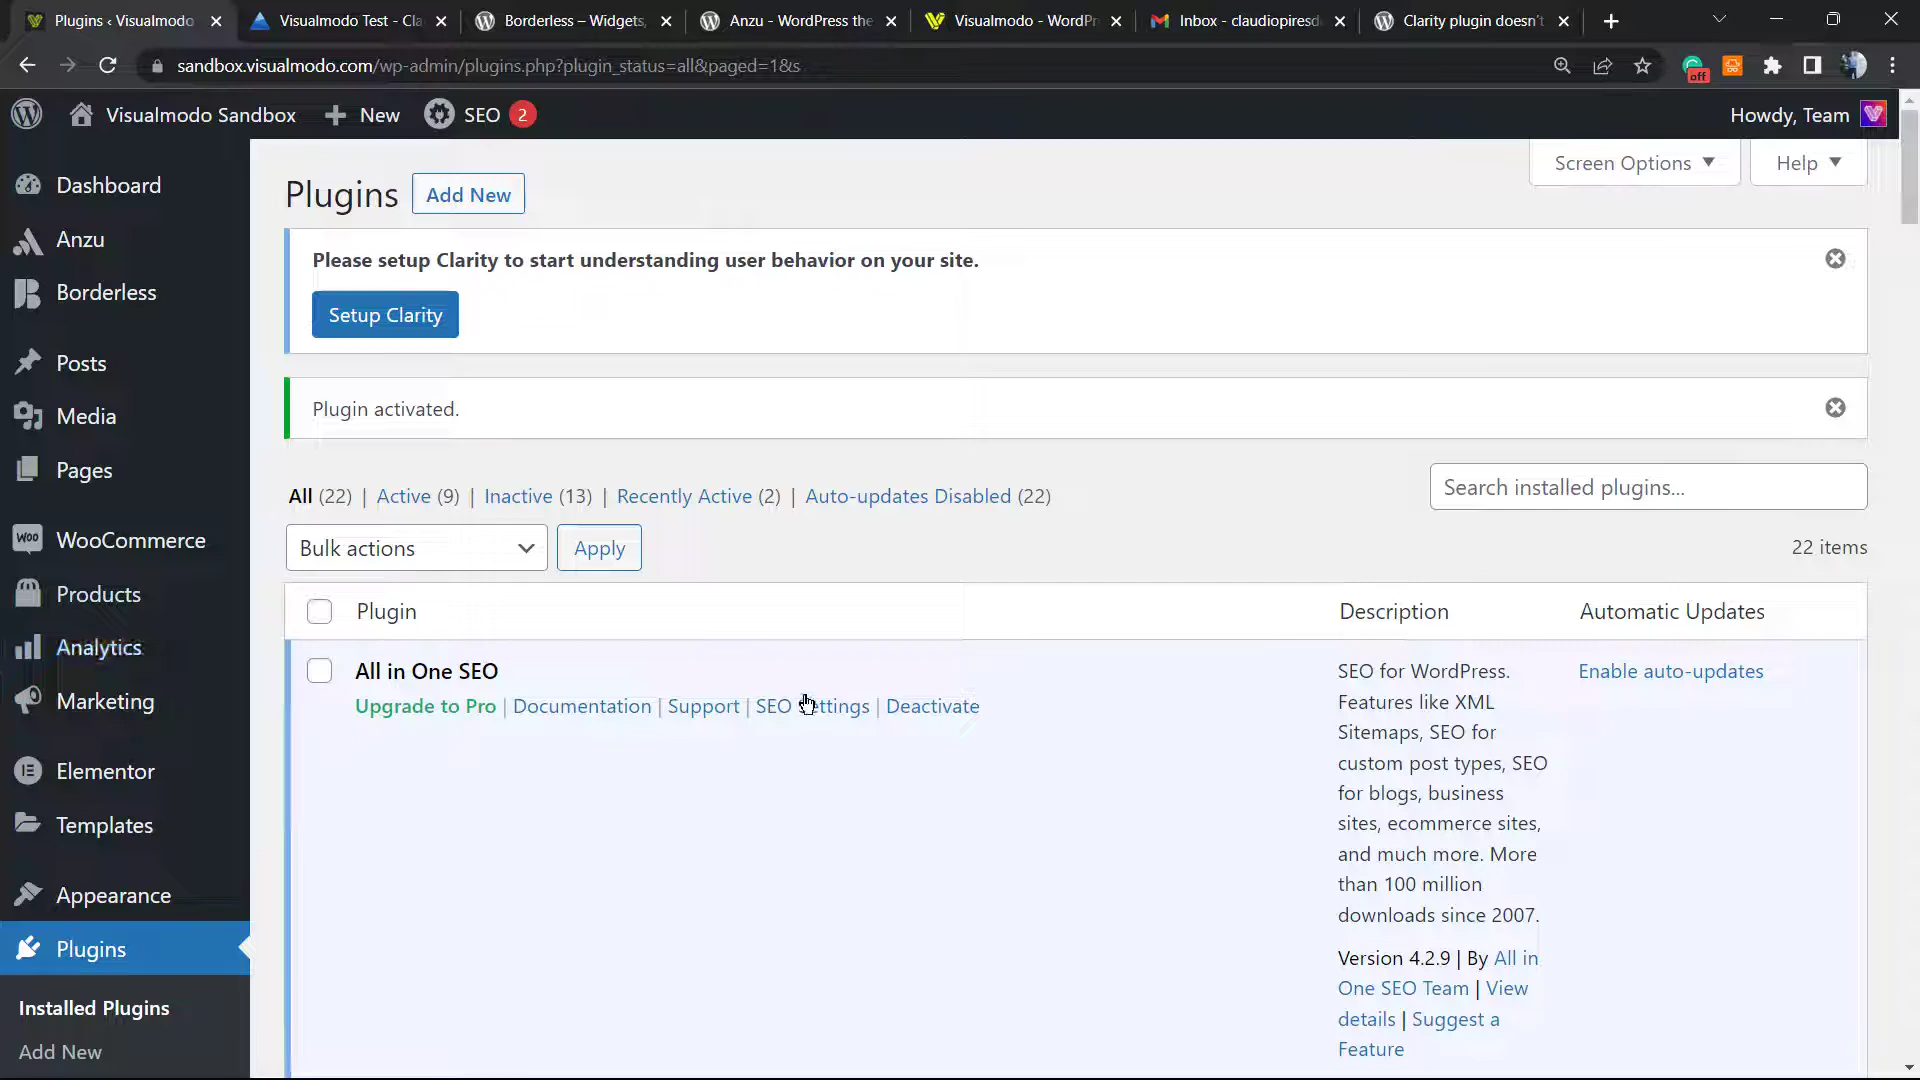 Plugins ‹ Visualmodo
Visualmodo Test - Cla
Borderless – Widgets,
Anzu - WordPress the
Visualmodo - WordPr
Inbox - claudiopiresd
Clarity plugin doesn't
sandbox.visualmodo.com/wp-admin/plugins.php?plugin_status=all&paged=1&s
off
Visualmodo Sandbox
New
SEO 2
Howdy, Team
Dashboard
Anzu
Borderless
Posts
Media
Pages
WooCommerce
Products
Analytics
Marketing
Elementor
Templates
Appearance
Plugins
Installed Plugins
Add New
Screen Options
Help
Plugins
Add New
Please setup Clarity to start understanding user behavior on your site.
Setup Clarity
Plugin activated.
All (22) | Active (9) | Inactive (13) | Recently Active (2) | Auto-updates Disabled (22)
Search installed plugins...
Bulk actions
Apply
22 items
Plugin
Description
Automatic Updates
All in One SEO
Upgrade to Pro | Documentation | Support | SEO Settings | Deactivate
SEO for WordPress.
Features like XML
Sitemaps, SEO for
custom post types, SEO
for blogs, business
sites, ecommerce sites,
and much more. More
than 100 million
downloads since 2007.
Version 4.2.9 | By All in
One SEO Team | View
details | Suggest a
Feature
Enable auto-updates